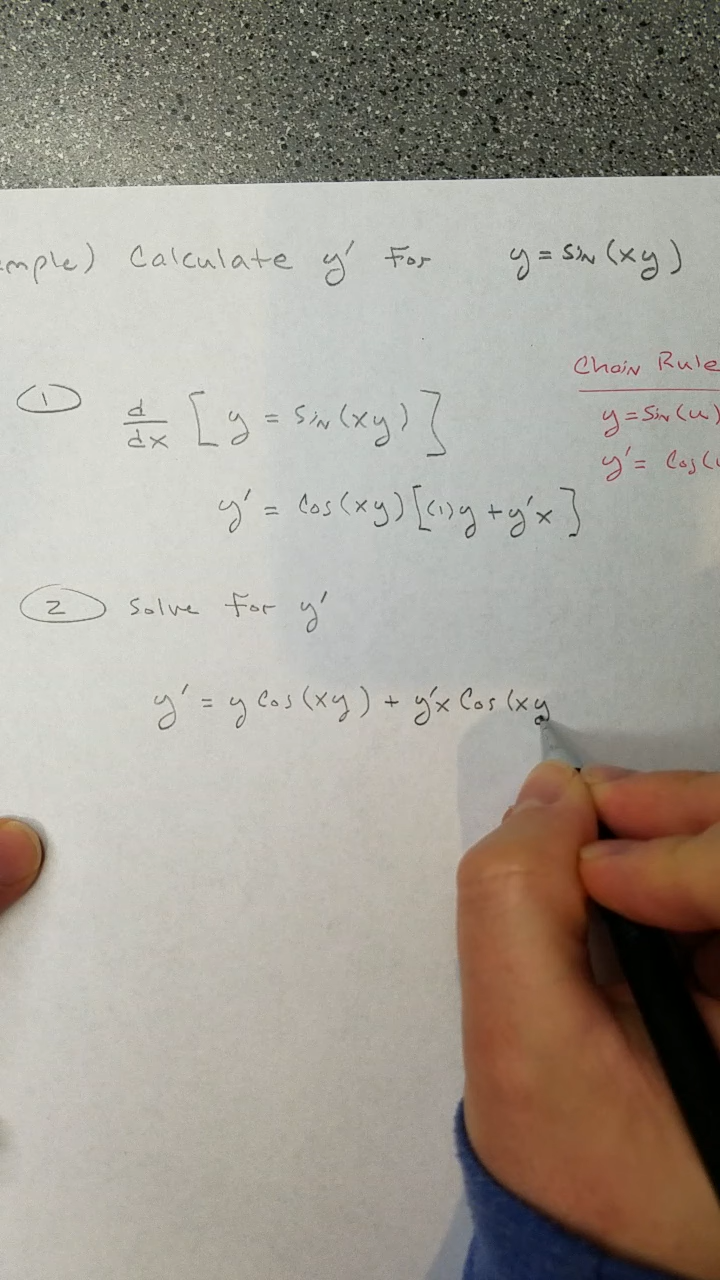 mple) Calculate y' For y = Sin (xy)
Chain Rule
① d/dx [ y = Sin (xy) ]
y = Sin (u)
y' = Cos (
y' = Cos (xy) [(1)y + y'x ]
② Solve For y'
y' = y Cos (xy) + y'x Cos (xy